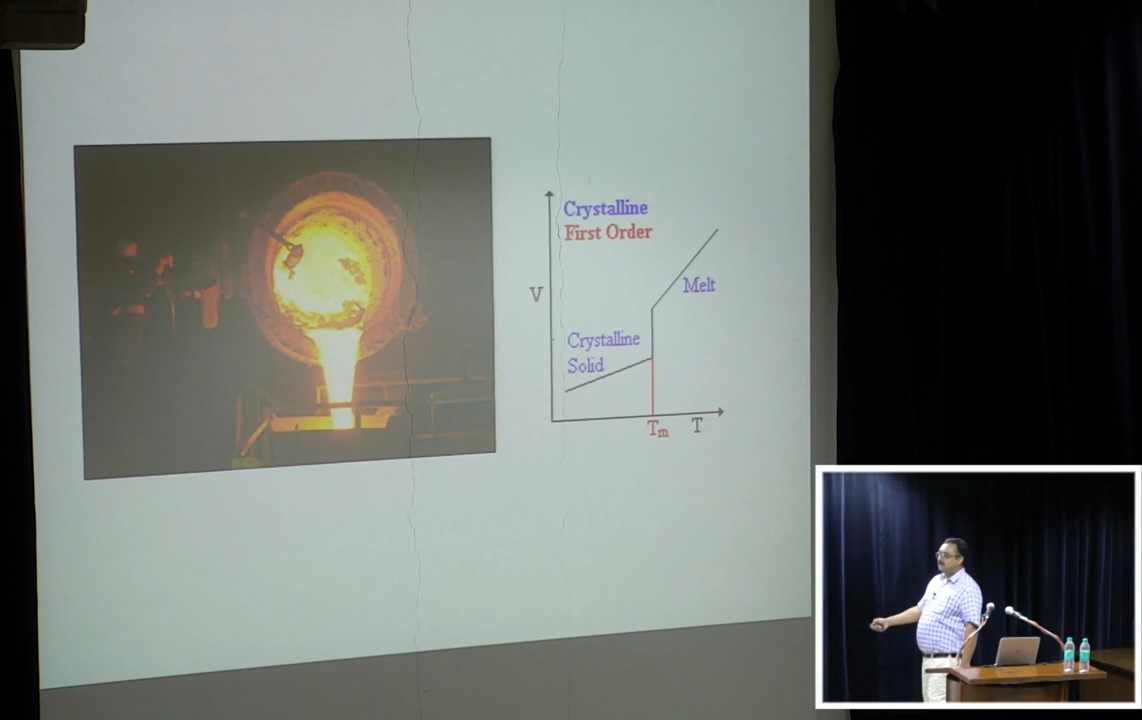 Crystalline
First Order
V
Melt
Crystalline
Solid
Tm
T